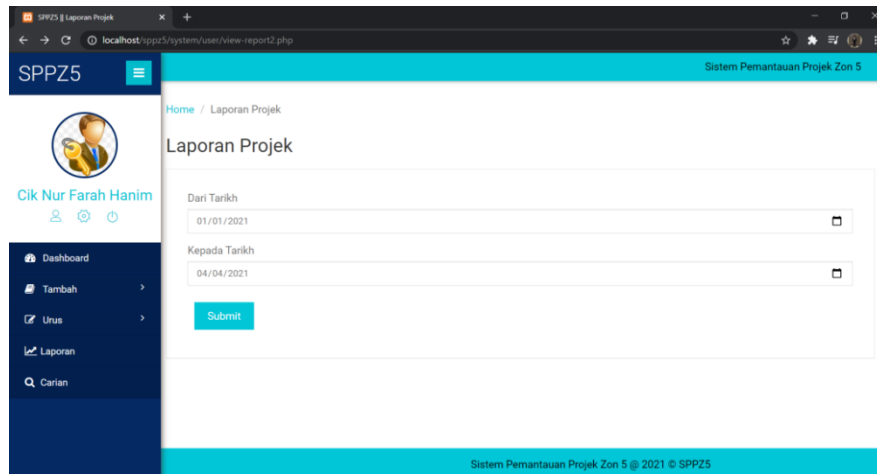 SPPZ5 || Laporan Projek
localhost/sppz5/system/user/view-report2.php
SPPZ5
Sistem Pemantauan Projek Zon 5
Home / Laporan Projek
Laporan Projek
Cik Nur Farah Hanim
Dashboard
Tambah
Urus
Laporan
Carian
Dari Tarikh
01/01/2021
Kepada Tarikh
04/04/2021
Submit
Sistem Pemantauan Projek Zon 5 @ 2021 © SPPZ5